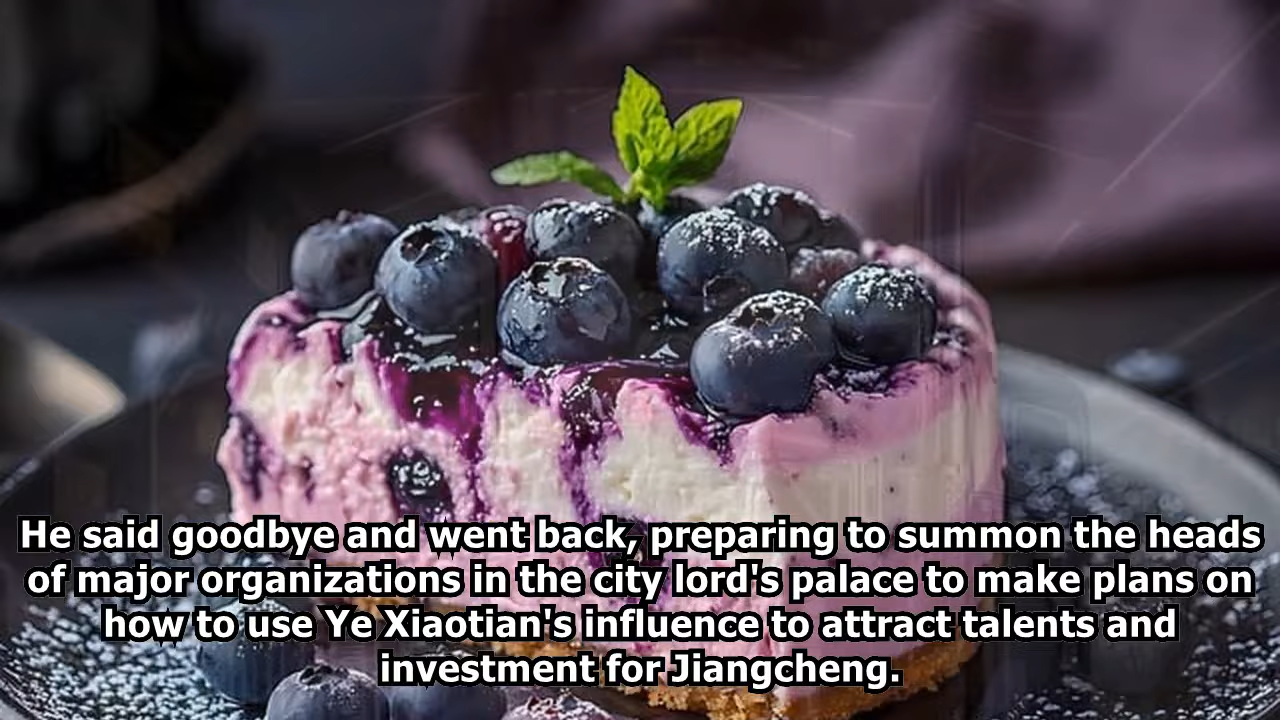 He said goodbye and went back, preparing to summon the heads
of major organizations in the city lord's palace to make plans on
how to use Ye Xiaotian's influence to attract talents and
investment for Jiangcheng.